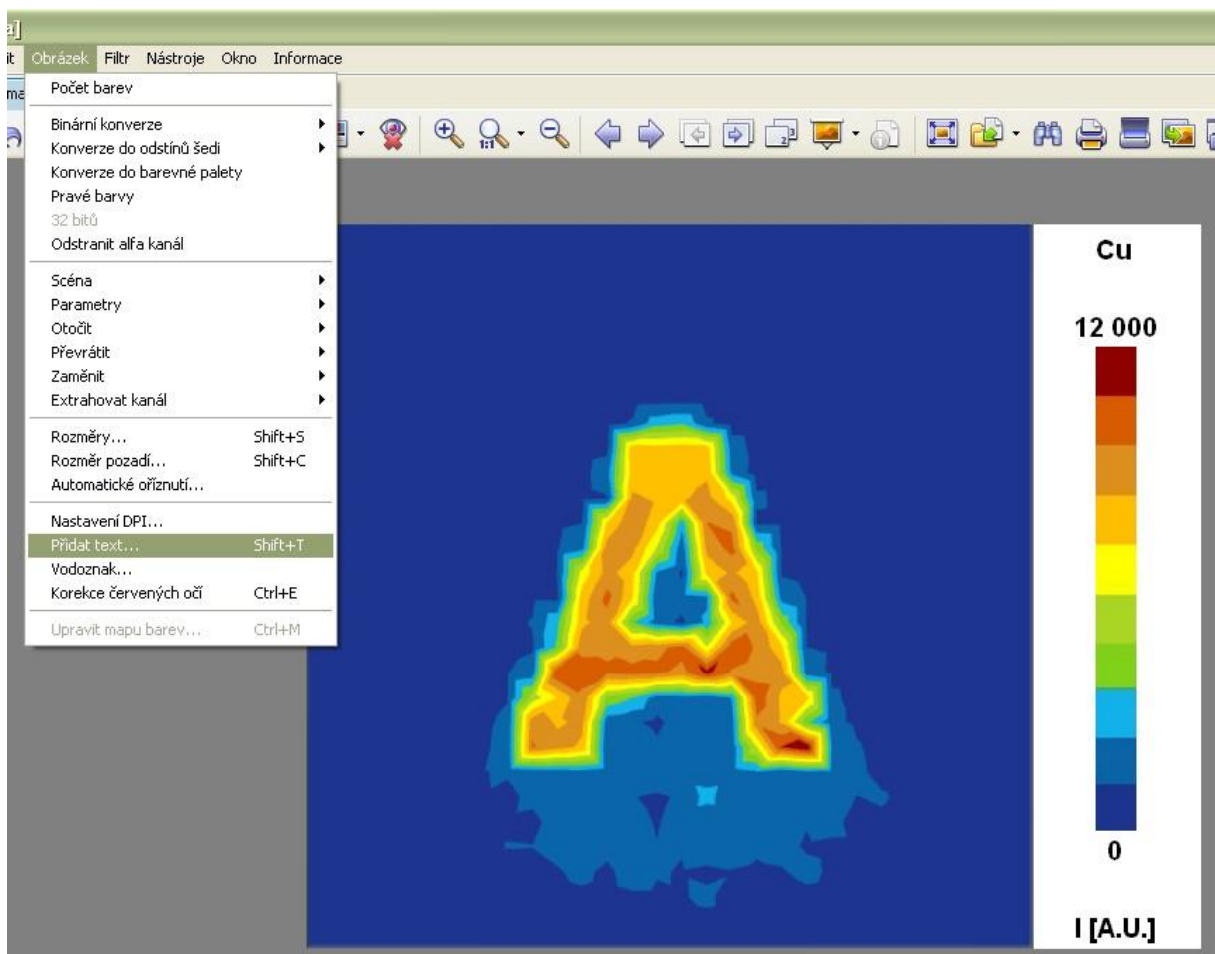 a]
it Obrázek Filtr Nástroje Okno Informace
ma
Počet barev
Binární konverze
Konverze do odstínů šedi
Konverze do barevné palety
Pravé barvy
32 bitů
Odstranit alfa kanál
Scéna
Parametry
Otočit
Převrátit
Zaměnit
Extrahovat kanál
Rozměry... Shift+S
Rozměr pozadí... Shift+C
Automatické oříznutí...
Nastavení DPI...
Přidat text... Shift+T
Vodoznak...
Korekce červených očí Ctrl+E
Upravit mapu barev... Ctrl+M
1:1
A
Cu
12 000
0
I [A.U.]